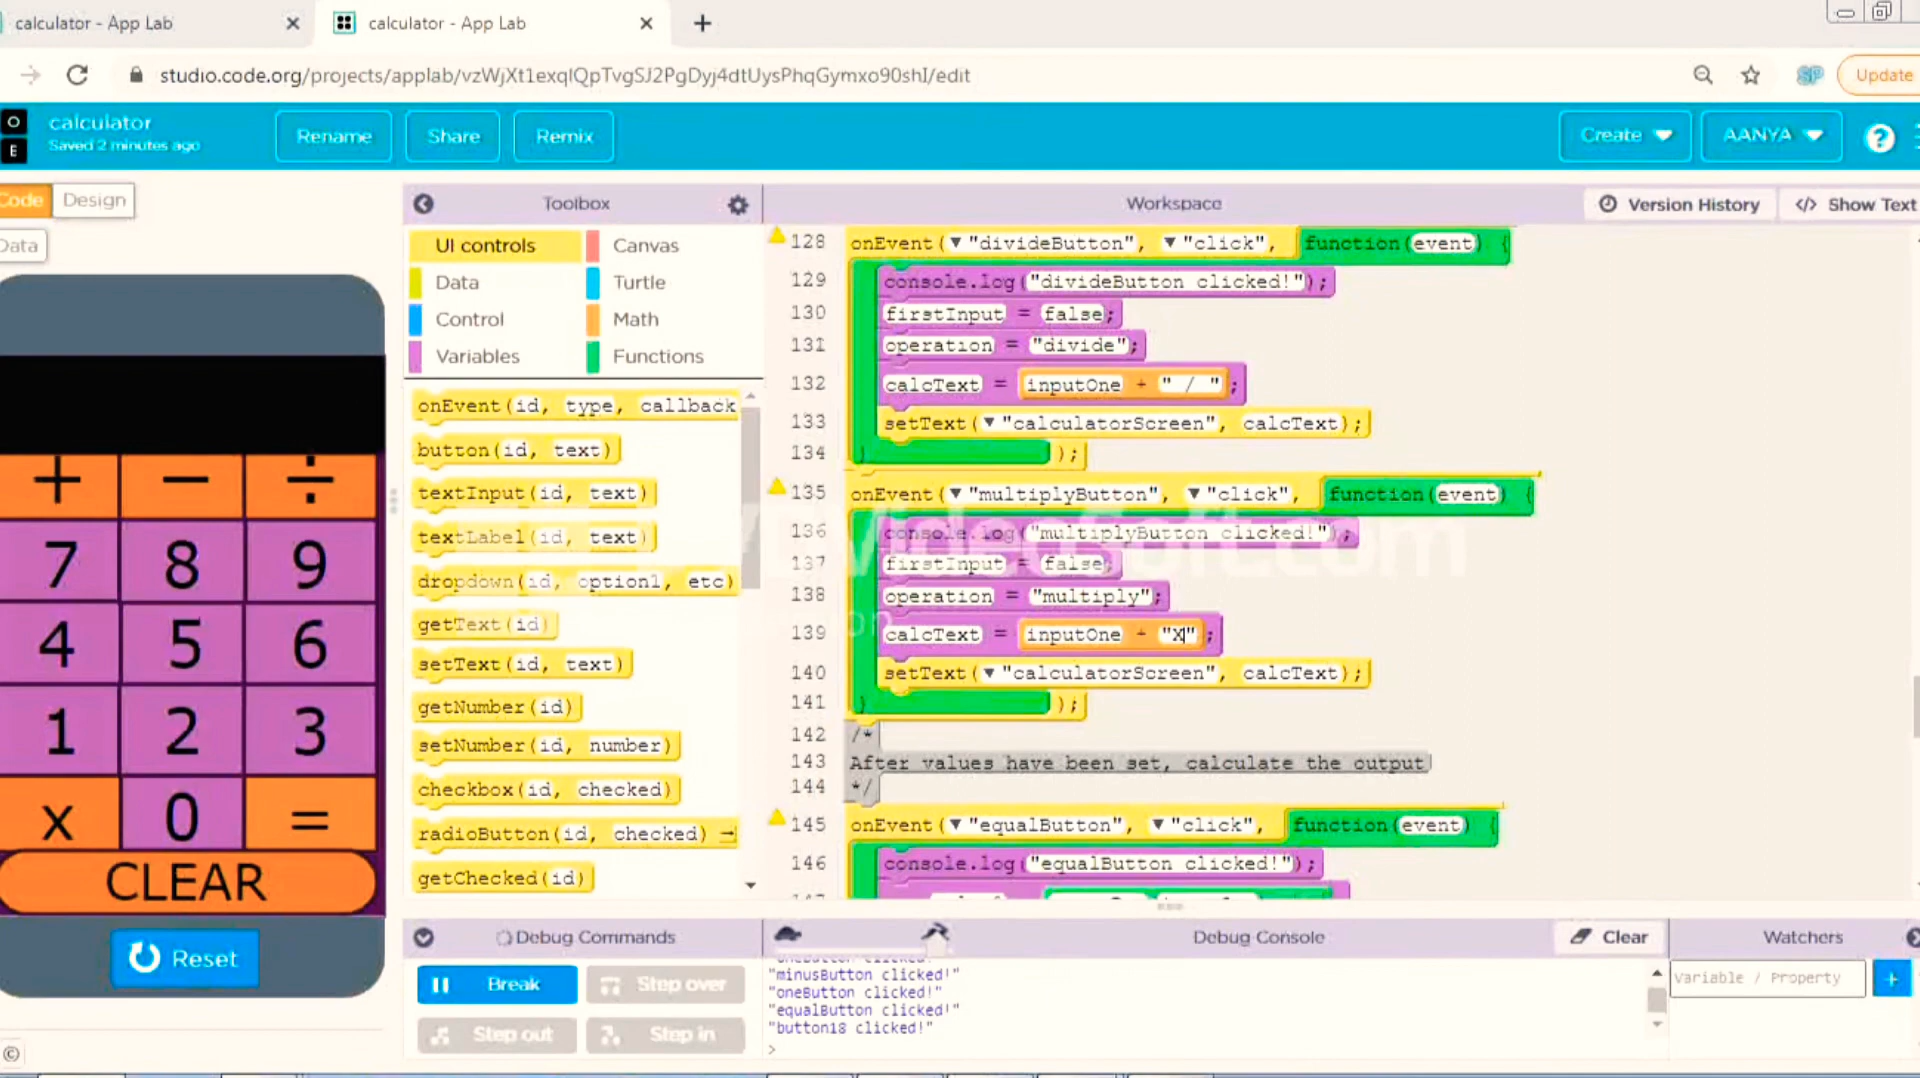 calculator - App Lab
calculator - App Lab
studio.code.org/projects/applab/vzWjXt1exqIQpTvgSJ2PgDyj4dtUysPhqGymxo90shI/edit
Update
calculator
Saved 2 minutes ago
Rename
Share
Remix
Create
AANYA
?
Code
Design
Data
Toolbox
Workspace
Version History
</> Show Text
UI controls
Canvas
Data
Turtle
Control
Math
Variables
Functions
onEvent(id, type, callback
button(id, text)
textInput(id, text)
textLabel(id, text)
dropdown(id, option1, etc)
getText(id)
setText(id, text)
getNumber(id)
setNumber(id, number)
checkbox(id, checked)
radioButton(id, checked)
getChecked(id)
+ − ÷
7 8 9
4 5 6
1 2 3
x 0 =
CLEAR
Reset
128 onEvent("divideButton", "click", function(event) {
129 console.log("divideButton clicked!");
130 firstInput = false;
131 operation = "divide";
132 calcText = inputOne + " / ";
133 setText("calculatorScreen", calcText);
134 });
135 onEvent("multiplyButton", "click", function(event) {
136 console.log("multiplyButton clicked!");
137 firstInput = false;
138 operation = "multiply";
139 calcText = inputOne + "X";
140 setText("calculatorScreen", calcText);
141 });
142 /*
143 After values have been set, calculate the output
144 */
145 onEvent("equalButton", "click", function(event) {
146 console.log("equalButton clicked!");
VideoSoft.com
Debug Commands
Debug Console
Clear
Watchers
Break
Step over
Step out
Step in
"oneButton clicked!"
"minusButton clicked!"
"oneButton clicked!"
"equalButton clicked!"
"button18 clicked!"
>
Variable / Property
+